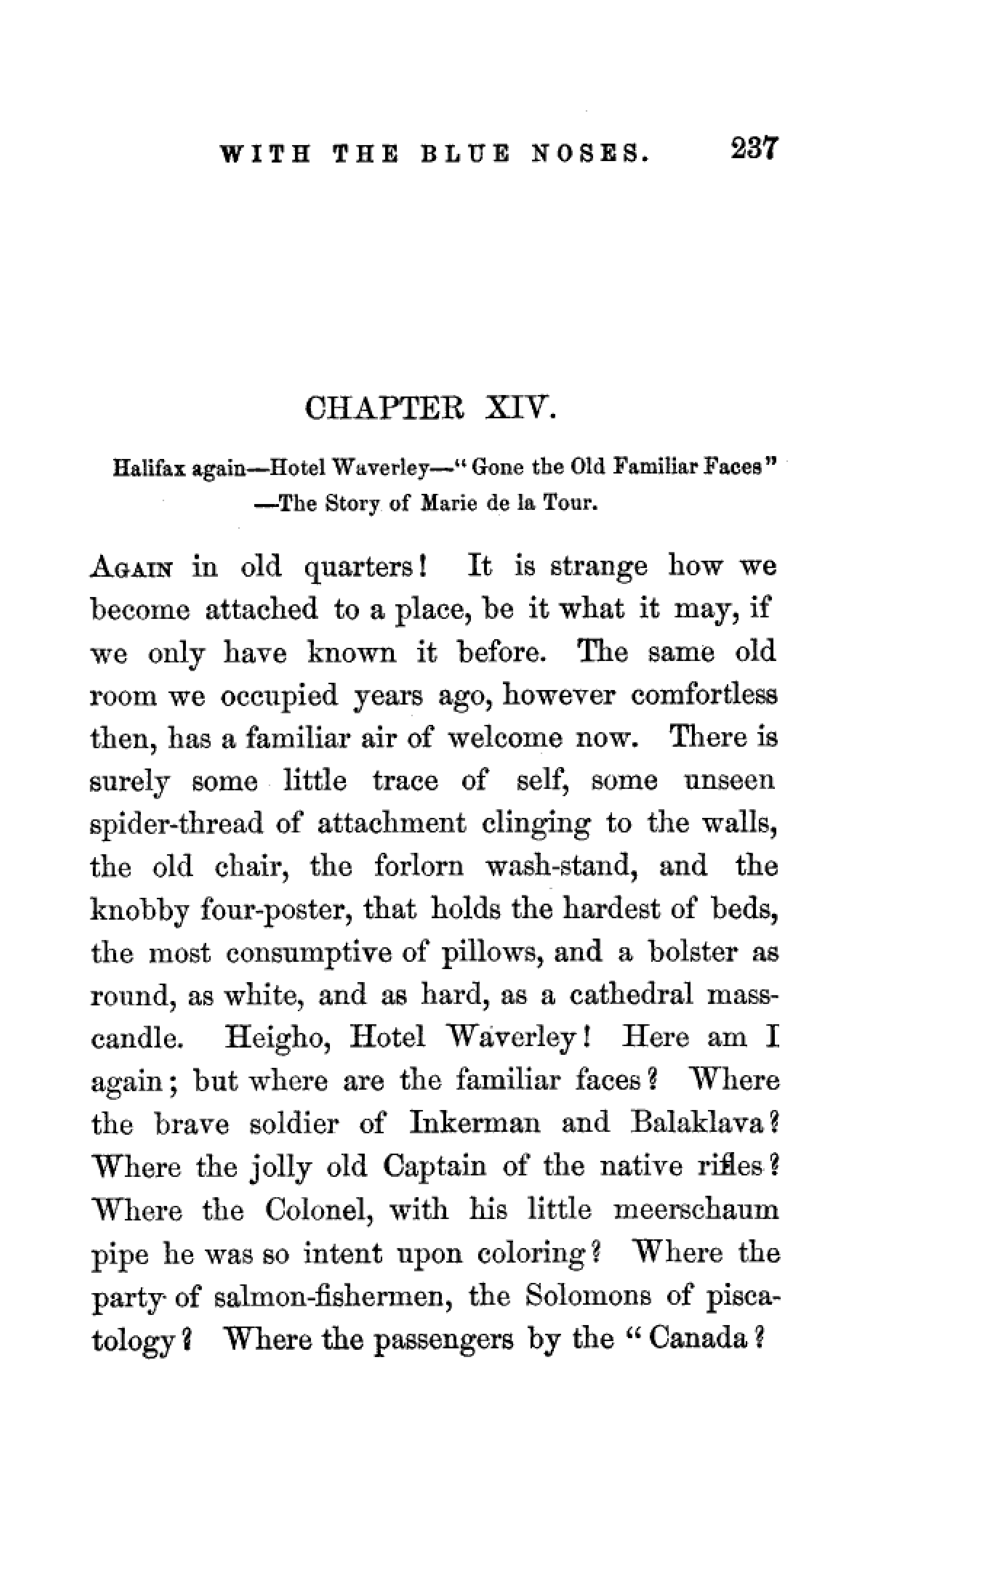 WITH THE BLUE NOSES. 237
CHAPTER XIV.
Halifax again—Hotel Waverley—“Gone the Old Familiar Faces”
—The Story of Marie de la Tour.
AGAIN in old quarters! It is strange how we
become attached to a place, be it what it may, if
we only have known it before. The same old
room we occupied years ago, however comfortless
then, has a familiar air of welcome now. There is
surely some little trace of self, some unseen
spider-thread of attachment clinging to the walls,
the old chair, the forlorn wash-stand, and the
knobby four-poster, that holds the hardest of beds,
the most consumptive of pillows, and a bolster as
round, as white, and as hard, as a cathedral mass-
candle. Heigho, Hotel Waverley! Here am I
again; but where are the familiar faces? Where
the brave soldier of Inkerman and Balaklava?
Where the jolly old Captain of the native rifles?
Where the Colonel, with his little meerschaum
pipe he was so intent upon coloring? Where the
party of salmon-fishermen, the Solomons of pisca-
tology? Where the passengers by the “Canada?